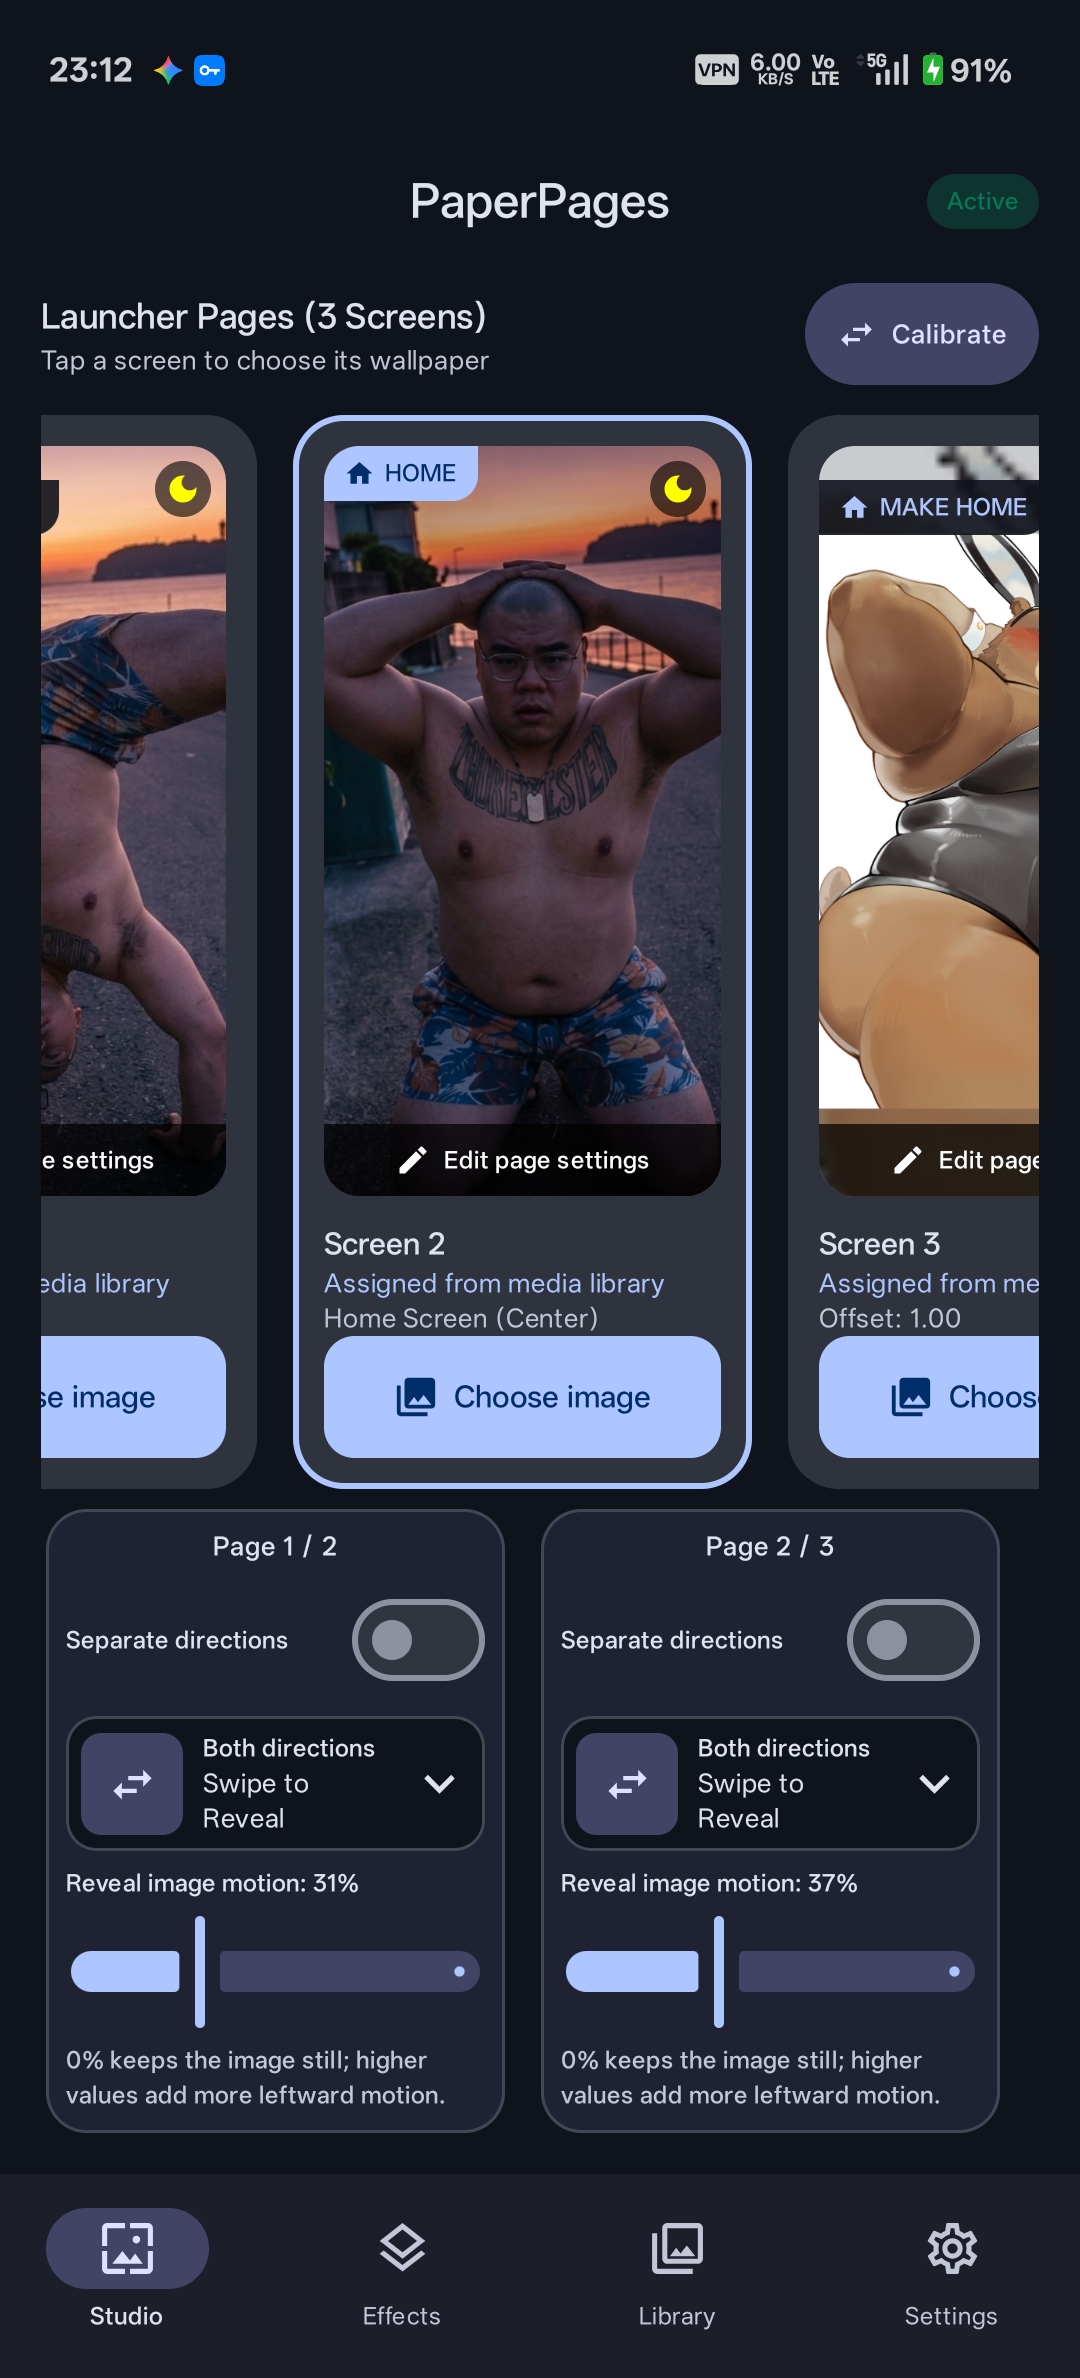 23:12
VPN 6.00 KB/S Vo LTE 5G 91%
PaperPages
Active
Launcher Pages (3 Screens)
Tap a screen to choose its wallpaper
Calibrate
HOME
MAKE HOME
e settings
Edit page settings
Edit page
Screen 2
Screen 3
edia library
Assigned from media library
Assigned from me
Home Screen (Center)
Offset: 1.00
se image
Choose image
Choos
Page 1 / 2
Separate directions
Both directions
Swipe to
Reveal
Reveal image motion: 31%
0% keeps the image still; higher
values add more leftward motion.
Page 2 / 3
Separate directions
Both directions
Swipe to
Reveal
Reveal image motion: 37%
0% keeps the image still; higher
values add more leftward motion.
Studio
Effects
Library
Settings